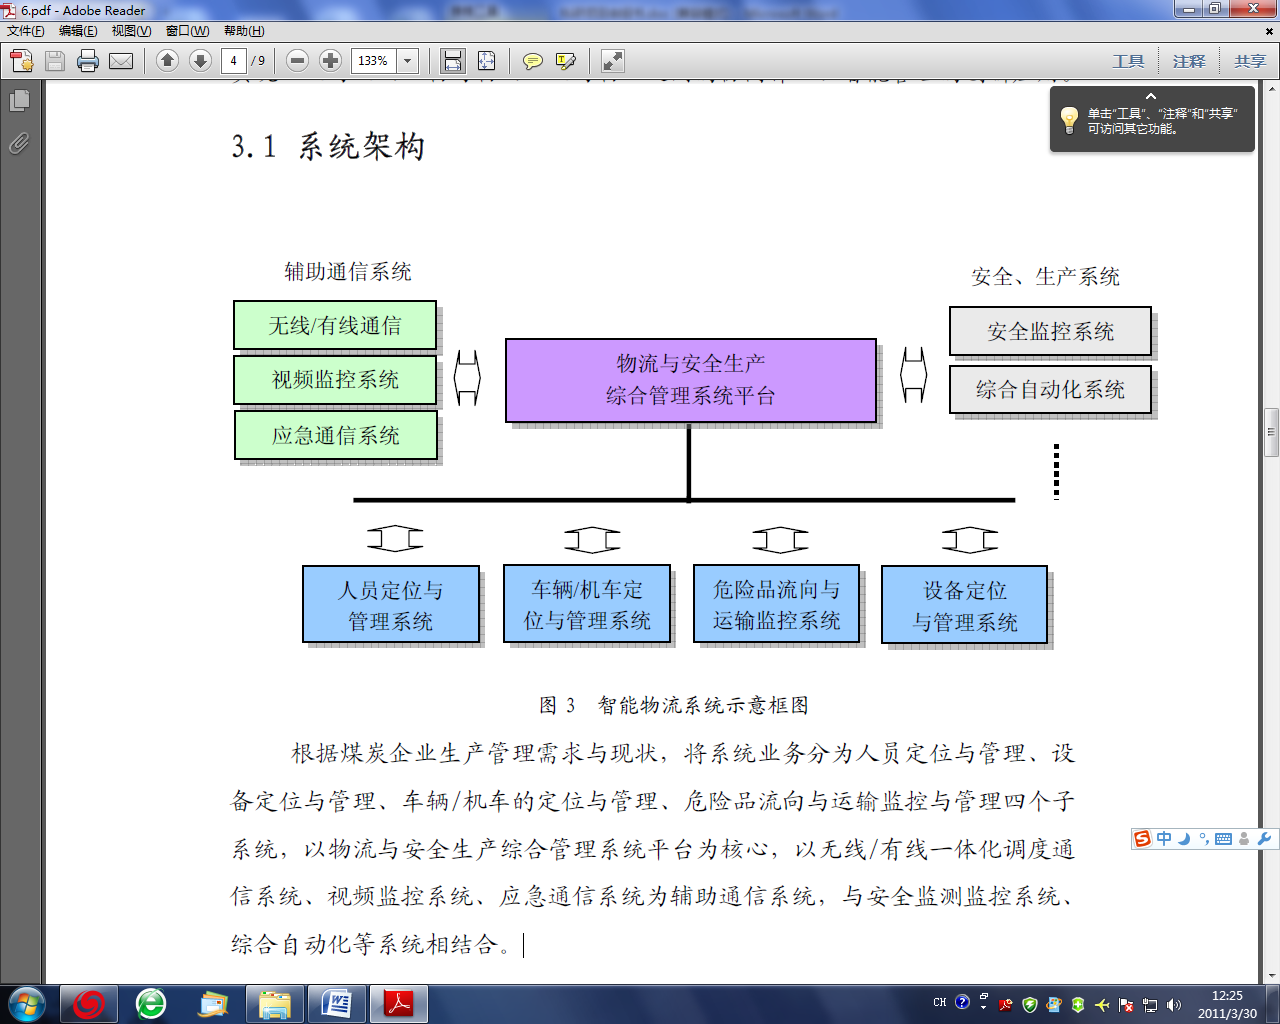 6.pdf - Adobe Reader
文件(F) 编辑(E) 视图(V) 窗口(W) 帮助(H)
4 / 9 133% 工具 注释 共享
单击“工具”、“注释”和“共享”
可访问其它功能。
3.1 系统架构
辅助通信系统
安全、生产系统
无线/有线通信
视频监控系统
应急通信系统
物流与安全生产
综合管理系统平台
安全监控系统
综合自动化系统
人员定位与
管理系统
车辆/机车定
位与管理系统
危险品流向与
运输监控系统
设备定位
与管理系统
图 3 智能物流系统示意框图
根据煤炭企业生产管理需求与现状，将系统业务分为人员定位与管理、设
备定位与管理、车辆/机车的定位与管理、危险品流向与运输监控与管理四个子
系统，以物流与安全生产综合管理系统平台为核心，以无线/有线一体化调度通
信系统、视频监控系统、应急通信系统为辅助通信系统，与安全监测监控系统、
综合自动化等系统相结合。
中
CH
12:25
2011/3/30